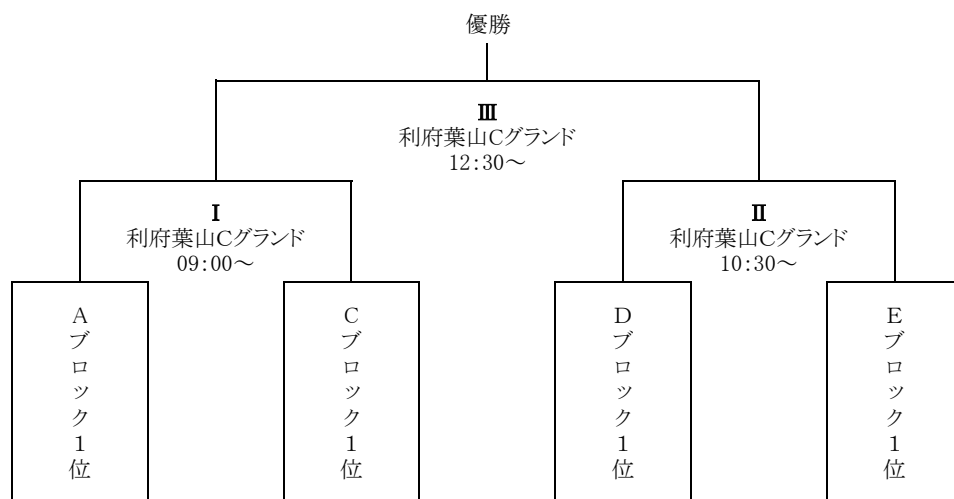 優勝
Ⅲ
利府葉山Cグランド
12:30～
Ⅰ
利府葉山Cグランド
09:00～
Ⅱ
利府葉山Cグランド
10:30～
Aブロック1位
Cブロック1位
Dブロック1位
Eブロック1位